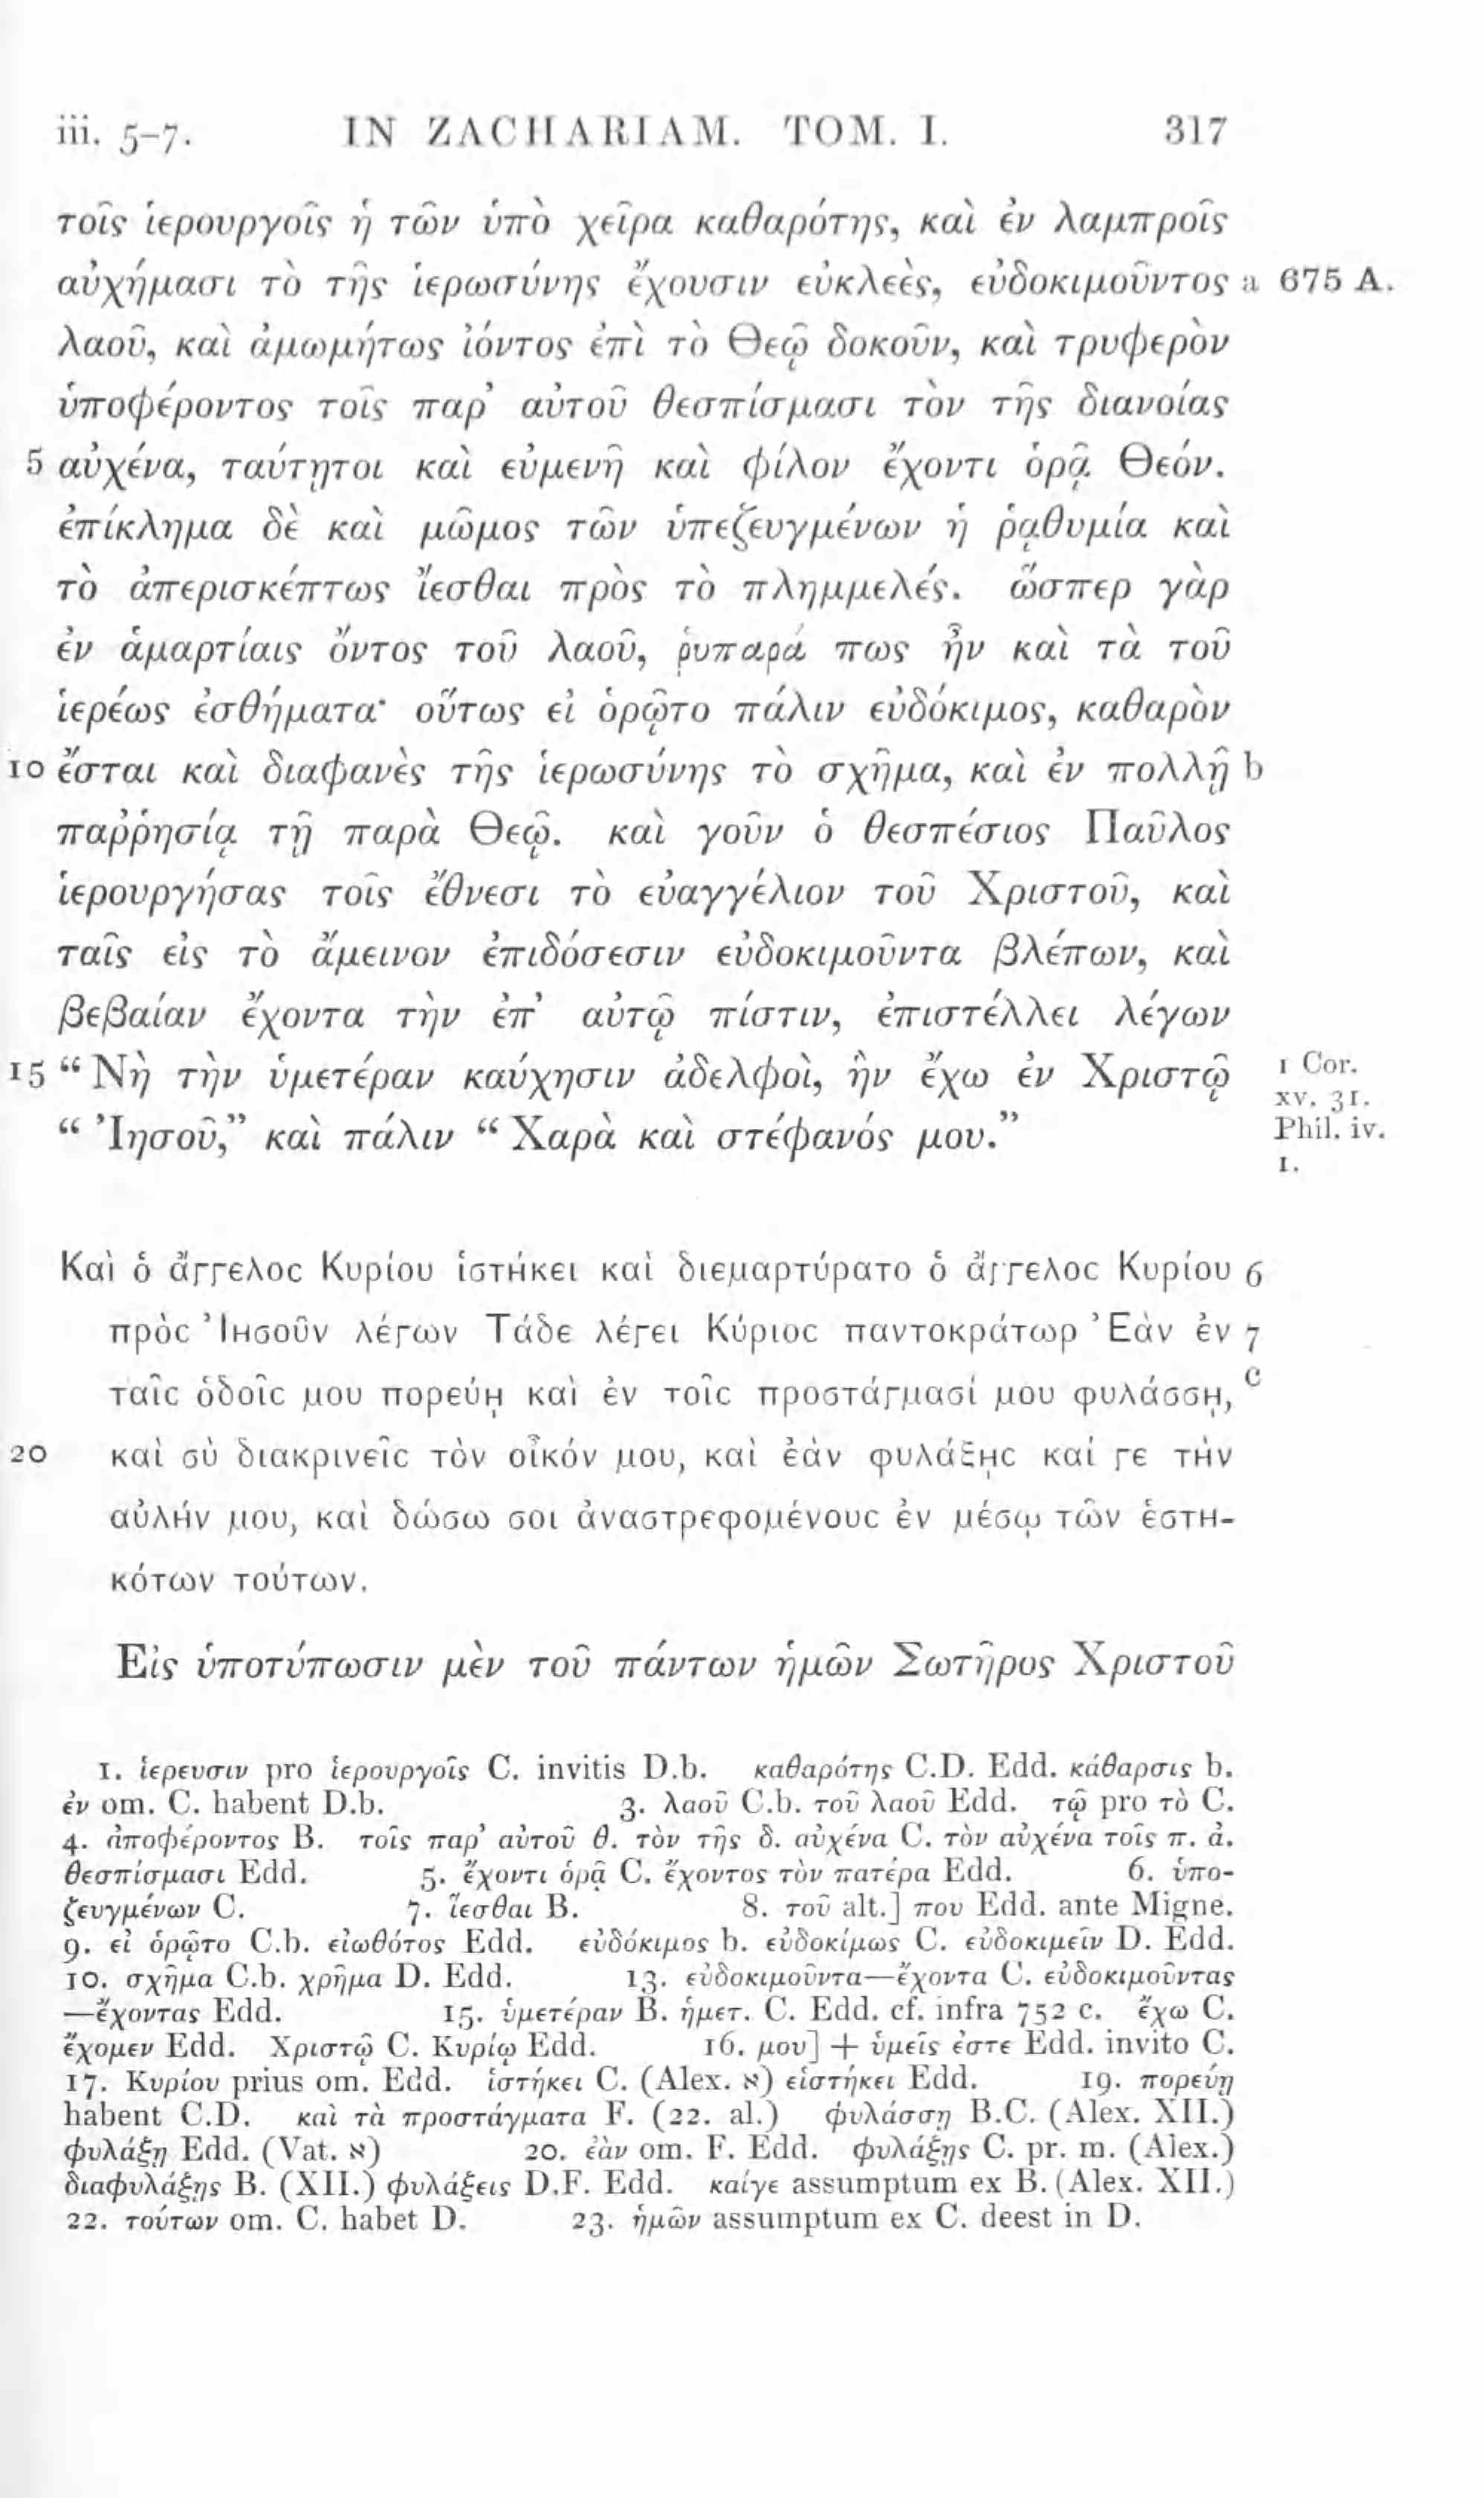 iii. 5-7. IN ZACHARIAM. TOM. I. 317
τοῖς ἱερουργοῖς ἡ τῶν ὑπὸ χεῖρα καθαρότης, καὶ ἐν λαμπροῖς
αὐχήμασι τὸ τῆς ἱερωσύνης ἔχουσιν εὐκλεὲς, εὐδοκιμοῦντος a 675 A.
λαοῦ, καὶ ἀμωμήτως ἰόντος ἐπὶ τὸ Θεῷ δοκοῦν, καὶ τρυφερὸν
ὑποφέροντος τοῖς παρ’ αὐτοῦ θεσπίσμασι τὸν τῆς διανοίας
5 αὐχένα, ταύτῃτοι καὶ εὐμενῆ καὶ φίλον ἔχοντι ὁρᾷ Θεόν.
ἐπίκλημα δὲ καὶ μῶμος τῶν ὑπεζευγμένων ἡ ῥᾳθυμία καὶ
τὸ ἀπερισκέπτως ἵεσθαι πρὸς τὸ πλημμελές. ὥσπερ γὰρ
ἐν ἁμαρτίαις ὄντος τοῦ λαοῦ, ῥυπαρά πως ἦν καὶ τὰ τοῦ
ἱερέως ἐσθήματα· οὕτως εἰ ὁρῷτο πάλιν εὐδόκιμος, καθαρὸν
10 ἔσται καὶ διαφανὲς τῆς ἱερωσύνης τὸ σχῆμα, καὶ ἐν πολλῇ b
παῤῥησίᾳ τῇ παρὰ Θεῷ. καὶ γοῦν ὁ θεσπέσιος Παῦλος
ἱερουργήσας τοῖς ἔθνεσι τὸ εὐαγγέλιον τοῦ Χριστοῦ, καὶ
ταῖς εἰς τὸ ἄμεινον ἐπιδόσεσιν εὐδοκιμοῦντα βλέπων, καὶ
βεβαίαν ἔχοντα τὴν ἐπ’ αὐτῷ πίστιν, ἐπιστέλλει λέγων
15 “ Νὴ τὴν ὑμετέραν καύχησιν ἀδελφοὶ, ἣν ἔχω ἐν Χριστῷ 1 Cor. xv. 31.
“ Ἰησοῦ,” καὶ πάλιν “ Χαρὰ καὶ στέφανός μου.” Phil. iv. 1.
Καὶ ὁ ἄγγελος Κυρίου ἱστήκει καὶ διεμαρτύρατο ὁ ἄγγελος Κυρίου 6
πρὸς Ἰησοῦν λέγων Τάδε λέγει Κύριος παντοκράτωρ Ἐὰν ἐν 7
ταῖς ὁδοῖς μου πορεύῃ καὶ ἐν τοῖς προστάγμασί μου φυλάσσῃ, c
20 καὶ σὺ διακρινεῖς τὸν οἶκόν μου, καὶ ἐὰν φυλάξῃς καί γε τὴν
αὐλήν μου, καὶ δώσω σοι ἀναστρεφομένους ἐν μέσῳ τῶν ἑστη-
κότων τούτων.
Εἰς ὑποτύπωσιν μὲν τοῦ πάντων ἡμῶν Σωτῆρος Χριστοῦ
1. ἱερευσιν pro ἱερουργοῖς C. invitis D.b. καθαρότης C.D. Edd. κάθαρσις b.
ἐν om. C. habent D.b. 3. λαοῦ C.b. τοῦ λαοῦ Edd. τῷ pro τὸ C.
4. ἀποφέροντος B. τοῖς παρ’ αὐτοῦ θ. τὸν τῆς δ. αὐχένα C. τὸν αὐχένα τοῖς π. ἀ.
θεσπίσμασι Edd. 5. ἔχοντι ὁρᾷ C. ἔχοντος τὸν πατέρα Edd. 6. ὑπο-
ζευγμένων C. 7. ἵεσθαι B. 8. τοῦ alt.] που Edd. ante Migne.
9. εἰ ὁρῷτο C.b. εἰωθότος Edd. εὐδόκιμος b. εὐδοκίμως C. εὐδοκιμεῖν D. Edd.
10. σχῆμα C.b. χρῆμα D. Edd. 13. εὐδοκιμοῦντα—ἔχοντα C. εὐδοκιμοῦντας
—ἔχοντας Edd. 15. ὑμετέραν B. ἡμετ. C. Edd. cf. infra 752 c. ἔχω C.
ἔχομεν Edd. Χριστῷ C. Κυρίῳ Edd. 16. μου] + ὑμεῖς ἐστε Edd. invito C.
17. Κυρίου prius om. Edd. ἱστήκει C. (Alex. א) εἱστήκει Edd. 19. πορεύῃ
habent C.D. καὶ τὰ προστάγματα F. (22. al.) φυλάσσῃ B.C. (Alex. XII.)
φυλάξῃ Edd. (Vat. א) 20. ἐὰν om. F. Edd. φυλάξῃς C. pr. m. (Alex.)
διαφυλάξῃς B. (XII.) φυλάξεις D.F. Edd. καίγε assumptum ex B. (Alex. XII.)
22. τούτων om. C. habet D. 23. ἡμῶν assumptum ex C. deest in D.